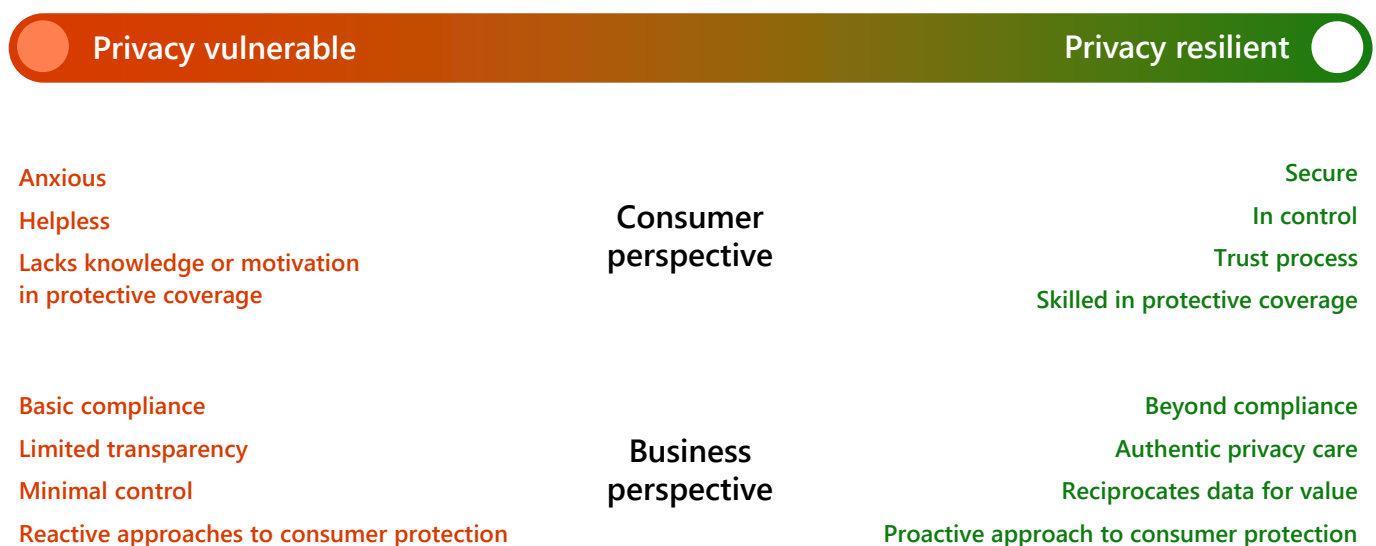 Privacy vulnerable
Privacy resilient
Anxious
Helpless
Lacks knowledge or motivation
in protective coverage
Consumer
perspective
Secure
In control
Trust process
Skilled in protective coverage
Basic compliance
Limited transparency
Minimal control
Reactive approaches to consumer protection
Business
perspective
Beyond compliance
Authentic privacy care
Reciprocates data for value
Proactive approach to consumer protection